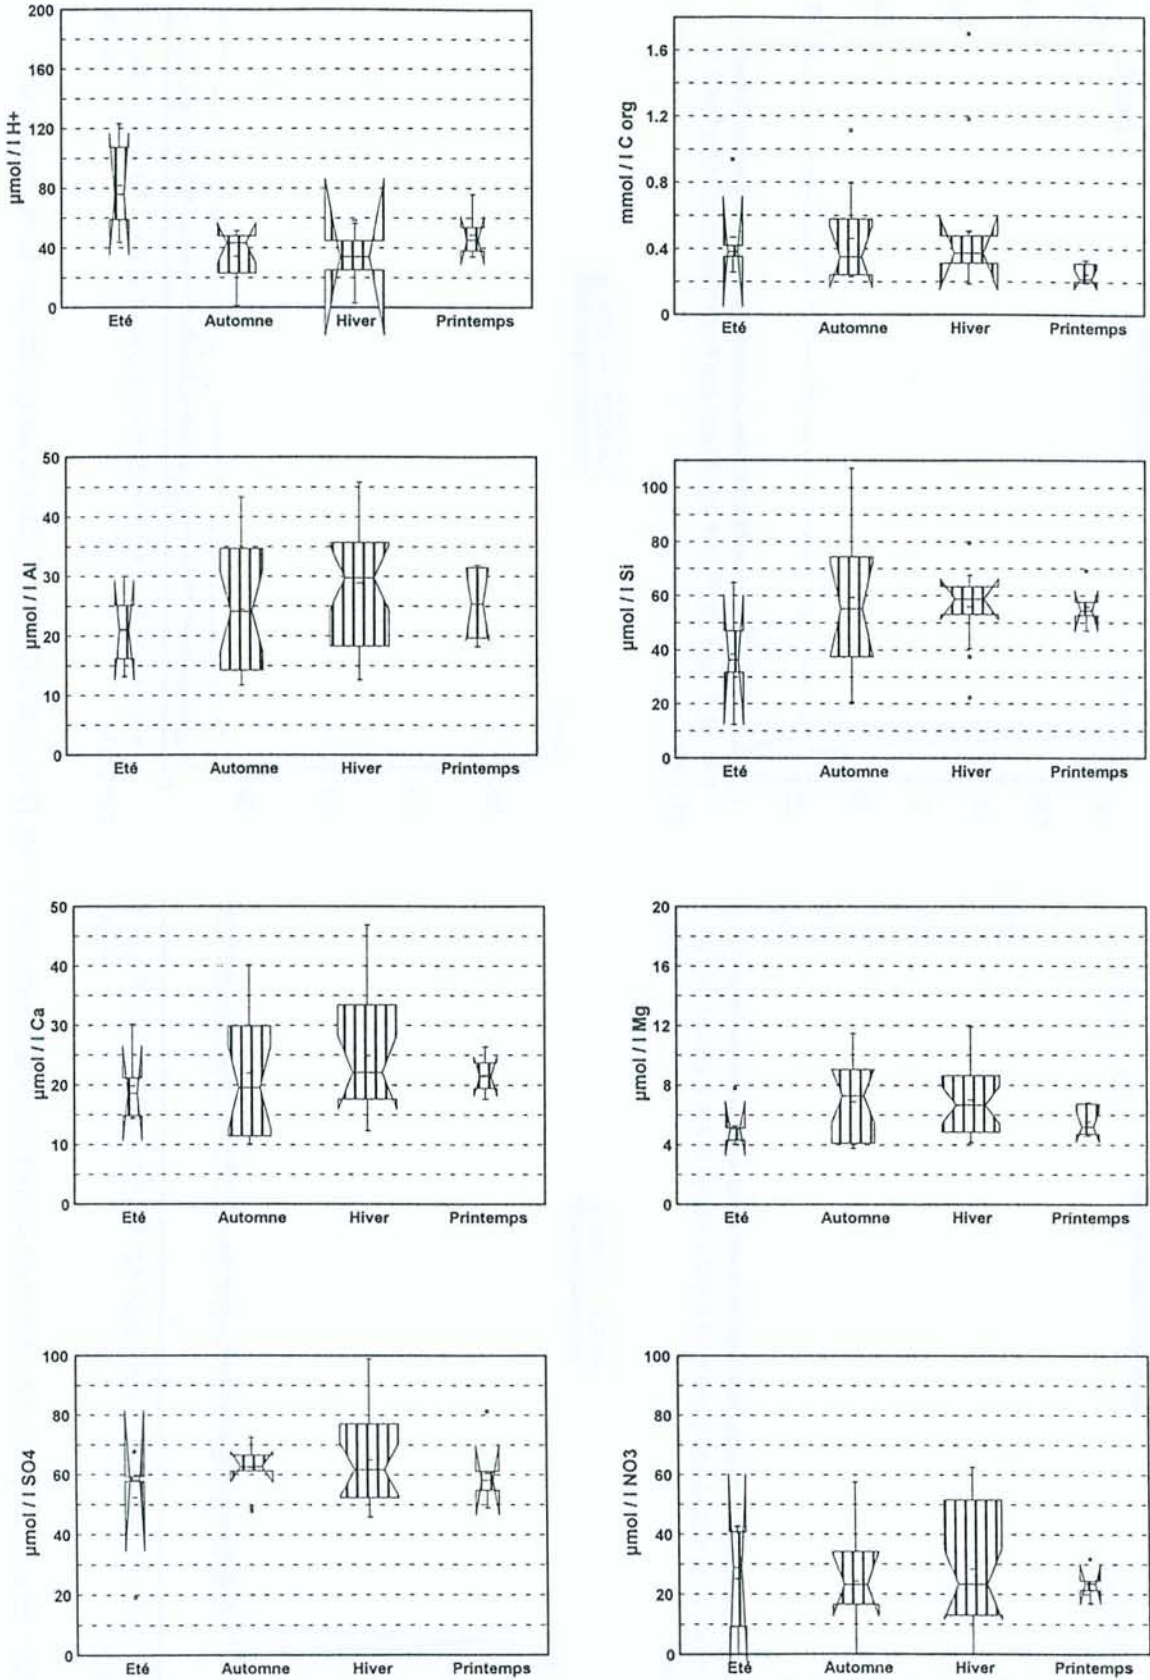 200
160
120
80
40
0
µmol / l H+
Eté Automne Hiver Printemps
1.6
1.2
0.8
0.4
0
mmol / l C org
Eté Automne Hiver Printemps
50
40
30
20
10
0
µmol / l Al
Eté Automne Hiver Printemps
100
80
60
40
20
0
µmol / l Si
Eté Automne Hiver Printemps
50
40
30
20
10
0
µmol / l Ca
Eté Automne Hiver Printemps
20
16
12
8
4
0
µmol / l Mg
Eté Automne Hiver Printemps
100
80
60
40
20
0
µmol / l SO4
Eté Automne Hiver Printemps
100
80
60
40
20
0
µmol / l NO3
Eté Automne Hiver Printemps